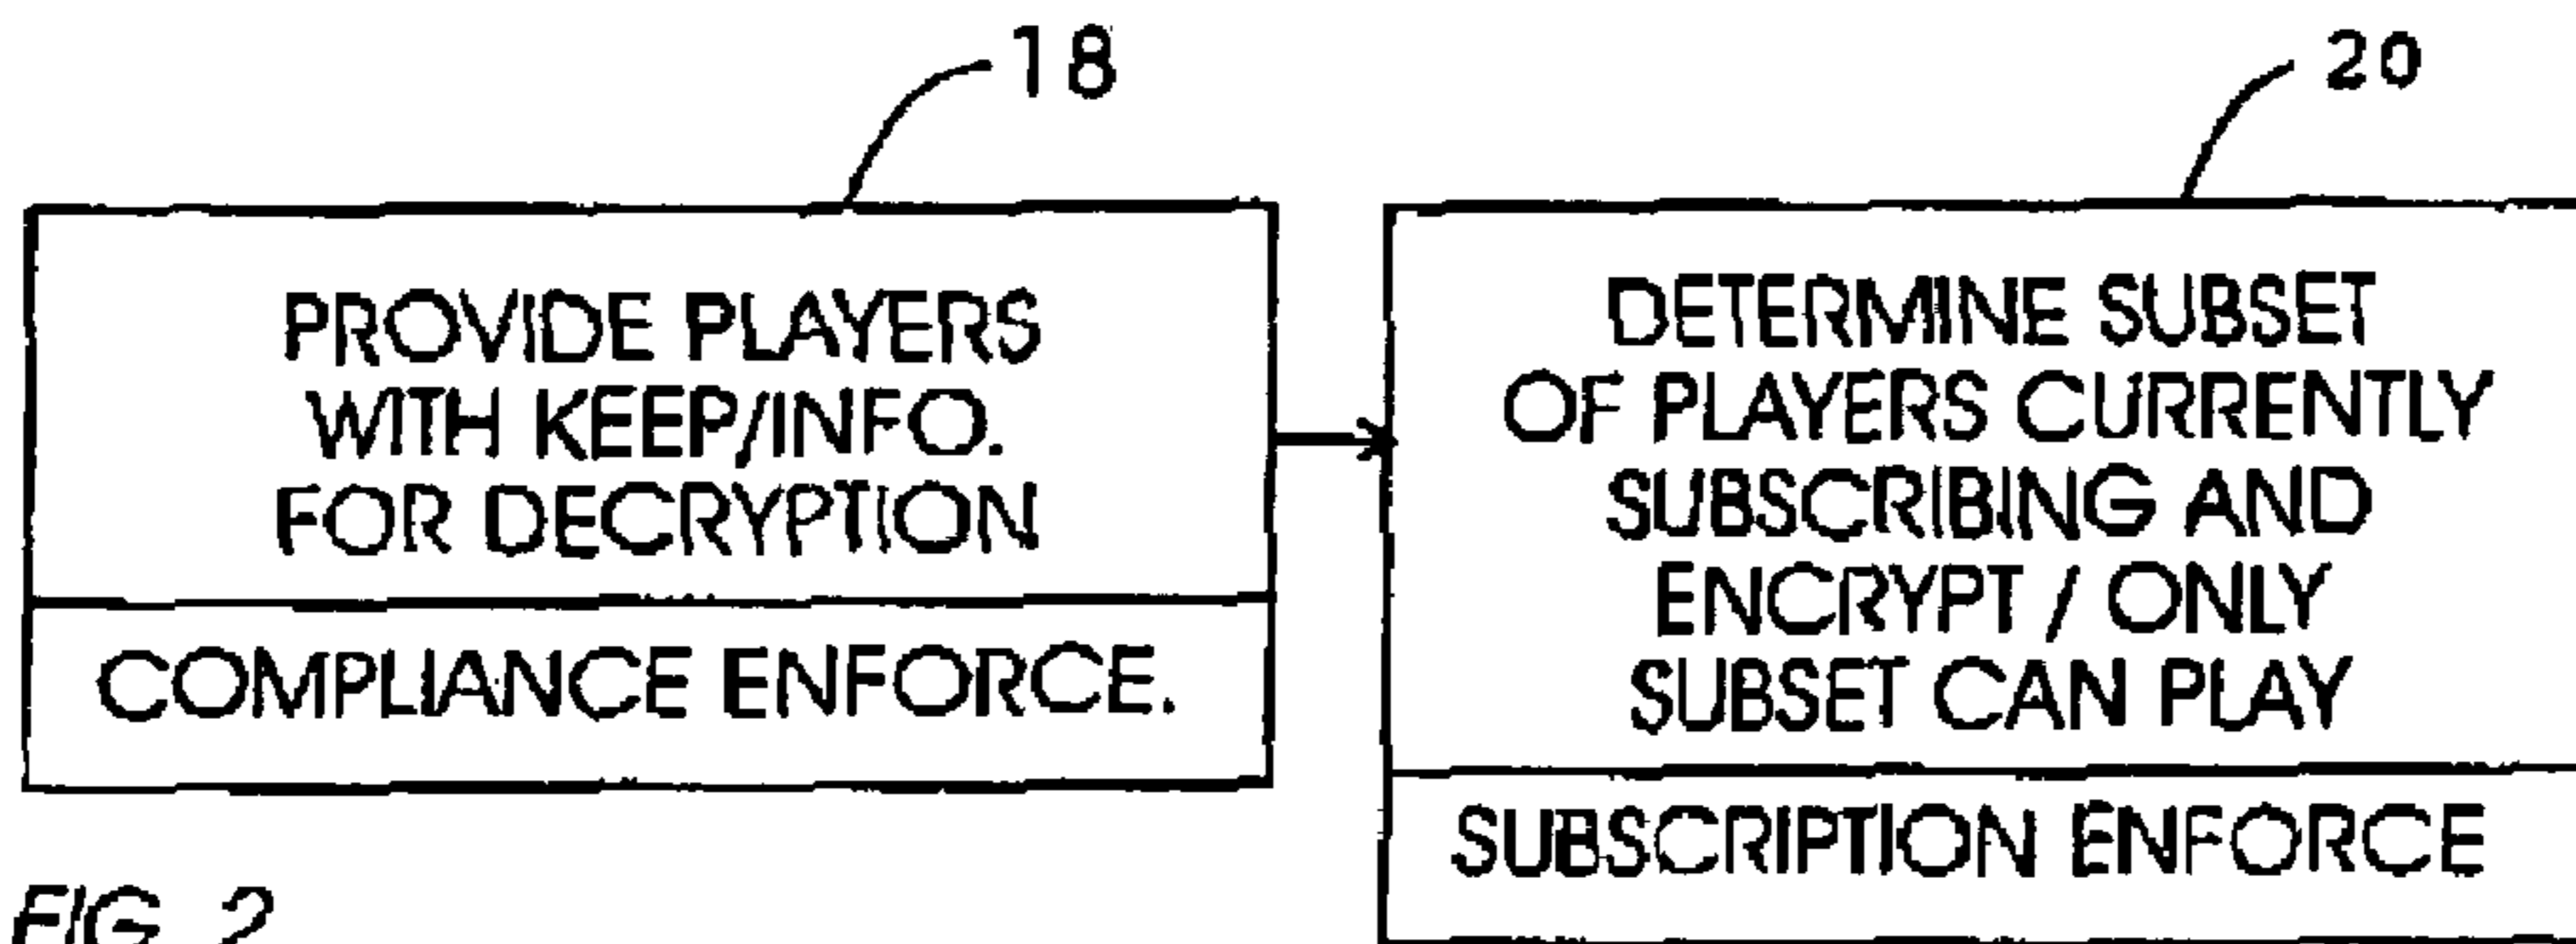 18
PROVIDE PLAYERS
WITH KEEP/INFO.
FOR DECRYPTION
COMPLIANCE ENFORCE.
20
DETERMINE SUBSET
OF PLAYERS CURRENTLY
SUBSCRIBING AND
ENCRYPT / ONLY
SUBSET CAN PLAY
SUBSCRIPTION ENFORCE
FIG. 2